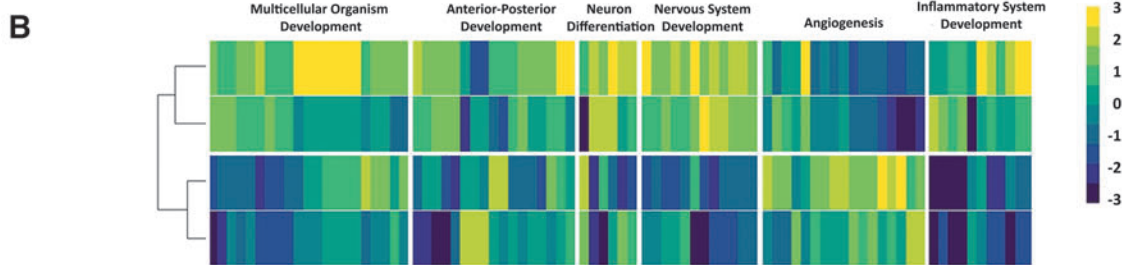 B
Multicellular Organism
Development
Anterior-Posterior
Development
Neuron
Differentiation
Nervous System
Development
Angiogenesis
Inflammatory System
Development
3
2
1
0
-1
-2
-3